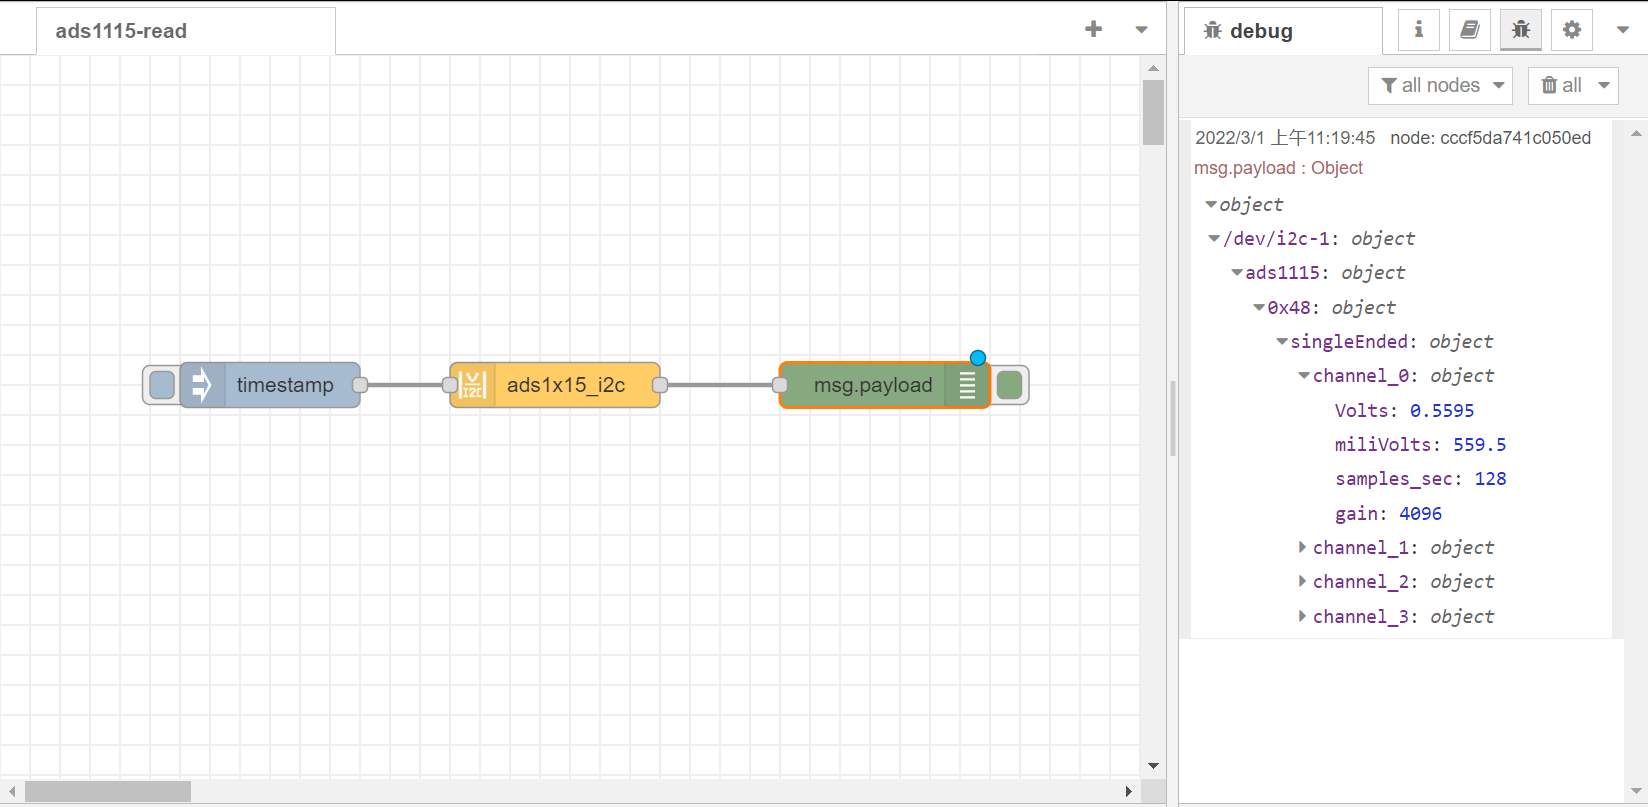 ads1115-read
debug
all nodes
all
2022/3/1 上午11:19:45 node: cccf5da741c050ed
msg.payload : Object
object
/dev/i2c-1: object
ads1115: object
0x48: object
singleEnded: object
channel_0: object
Volts: 0.5595
miliVolts: 559.5
samples_sec: 128
gain: 4096
channel_1: object
channel_2: object
channel_3: object
timestamp
V
I2C
ads1x15_i2c
msg.payload